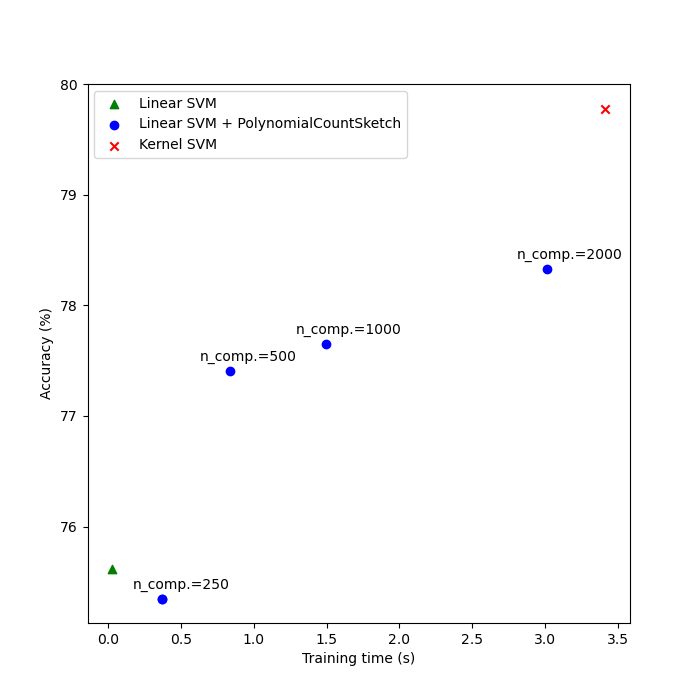 Linear SVM
Linear SVM + PolynomialCountSketch
Kernel SVM
80
79
78
77
76
Accuracy (%)
n_comp.=2000
n_comp.=1000
n_comp.=500
n_comp.=250
0.0 0.5 1.0 1.5 2.0 2.5 3.0 3.5
Training time (s)